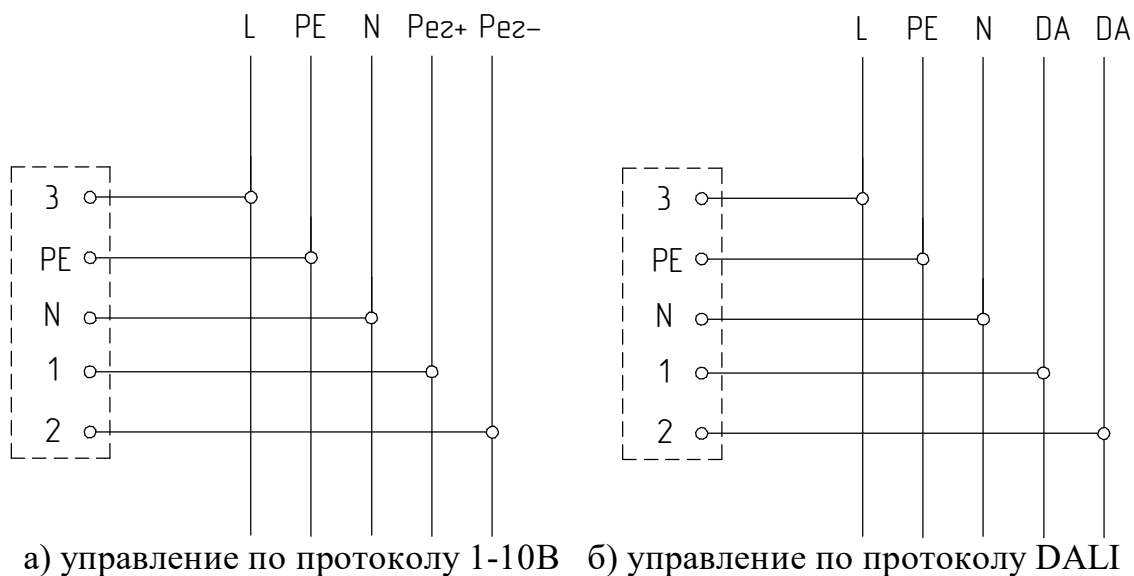 L PE N Рег+ Рег– L PE N DA DA
3 3
PE PE
N N
1 1
2 2
а) управление по протоколу 1-10В б) управление по протоколу DALI